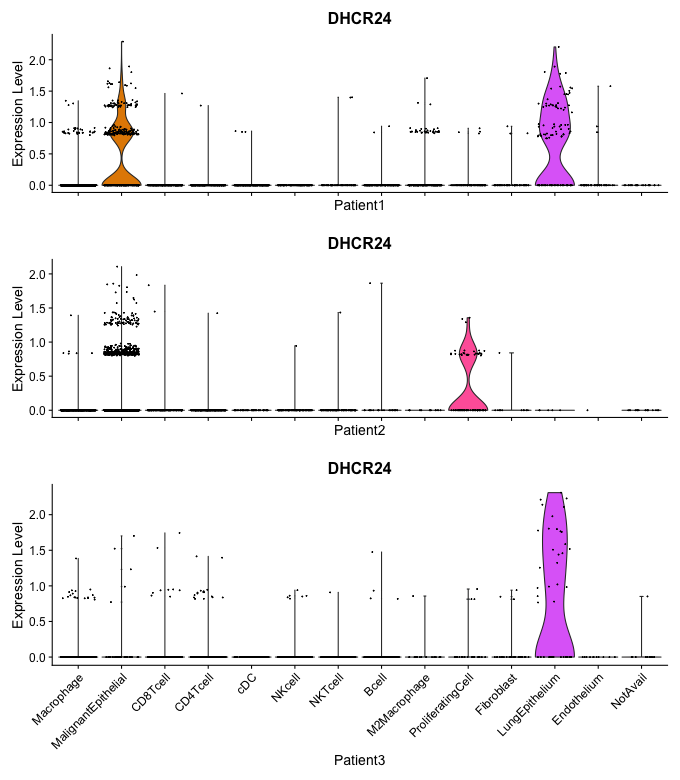 DHCR24
Expression Level
2.0
1.5
1.0
0.5
0.0
Patient1
DHCR24
Expression Level
2.0
1.5
1.0
0.5
0.0
Patient2
DHCR24
Expression Level
2.0
1.5
1.0
0.5
0.0
Macrophage
MalignantEpithelial
CD8Tcell
CD4Tcell
cDC
NKcell
NKTcell
Bcell
M2Macrophage
ProliferatingCell
Fibroblast
LungEpithelium
Endothelium
NotAvail
Patient3